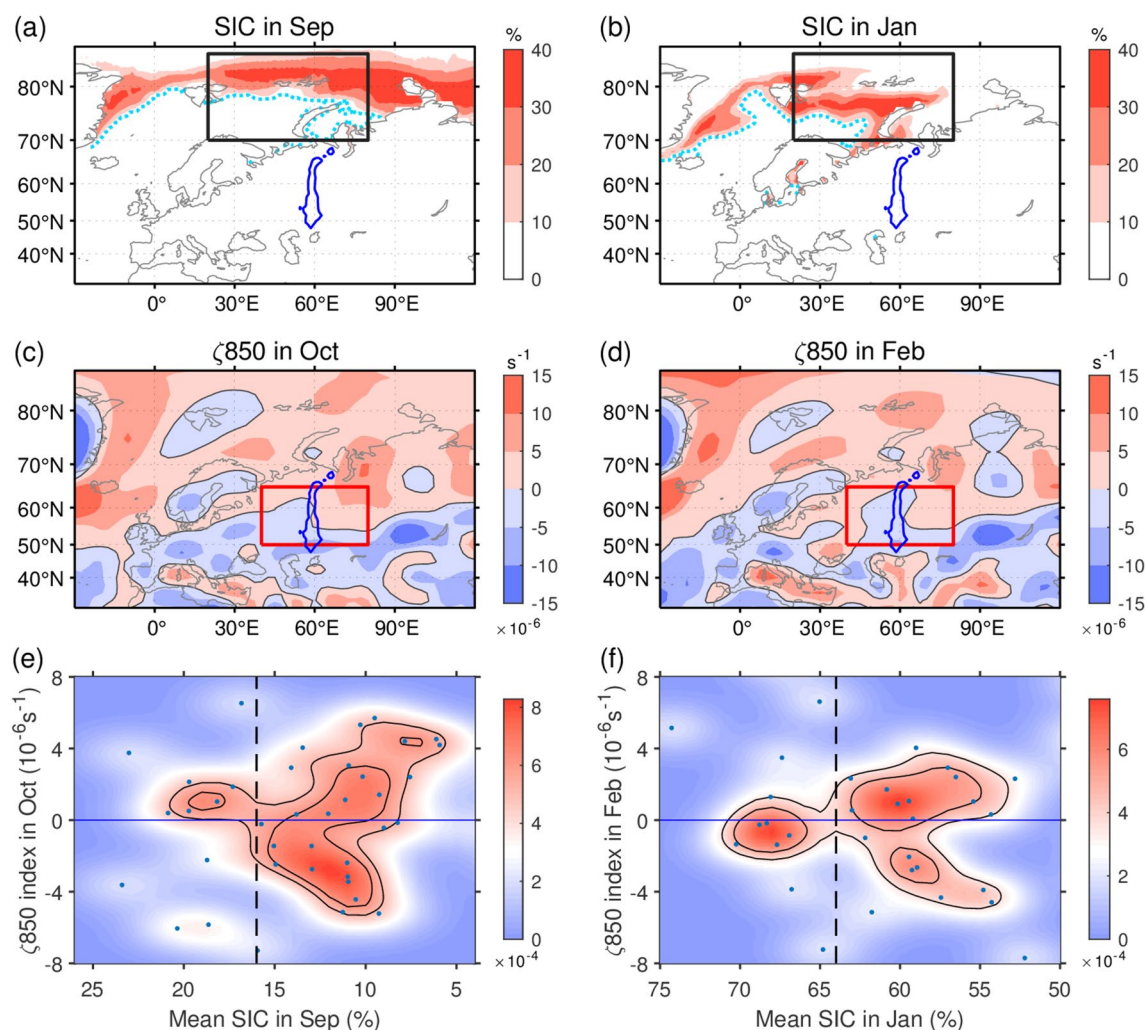 (a) SIC in Sep %
80°N
70°N
60°N
50°N
40°N
0° 30°E 60°E 90°E
40
30
20
10
0
(b) SIC in Jan %
80°N
70°N
60°N
50°N
40°N
0° 30°E 60°E 90°E
40
30
20
10
0
(c) ζ850 in Oct s⁻¹
80°N
70°N
60°N
50°N
40°N
0° 30°E 60°E 90°E
15
10
5
0
-5
-10
-15
×10⁻⁶
(d) ζ850 in Feb s⁻¹
80°N
70°N
60°N
50°N
40°N
0° 30°E 60°E 90°E
15
10
5
0
-5
-10
-15
×10⁻⁶
(e)
ζ850 index in Oct (10⁻⁶s⁻¹)
8
4
0
-4
-8
25 20 15 10 5
Mean SIC in Sep (%)
8
6
4
2
0
×10⁻⁴
(f)
ζ850 index in Feb (10⁻⁶s⁻¹)
8
4
0
-4
-8
75 70 65 60 55 50
Mean SIC in Jan (%)
6
4
2
0
×10⁻⁴